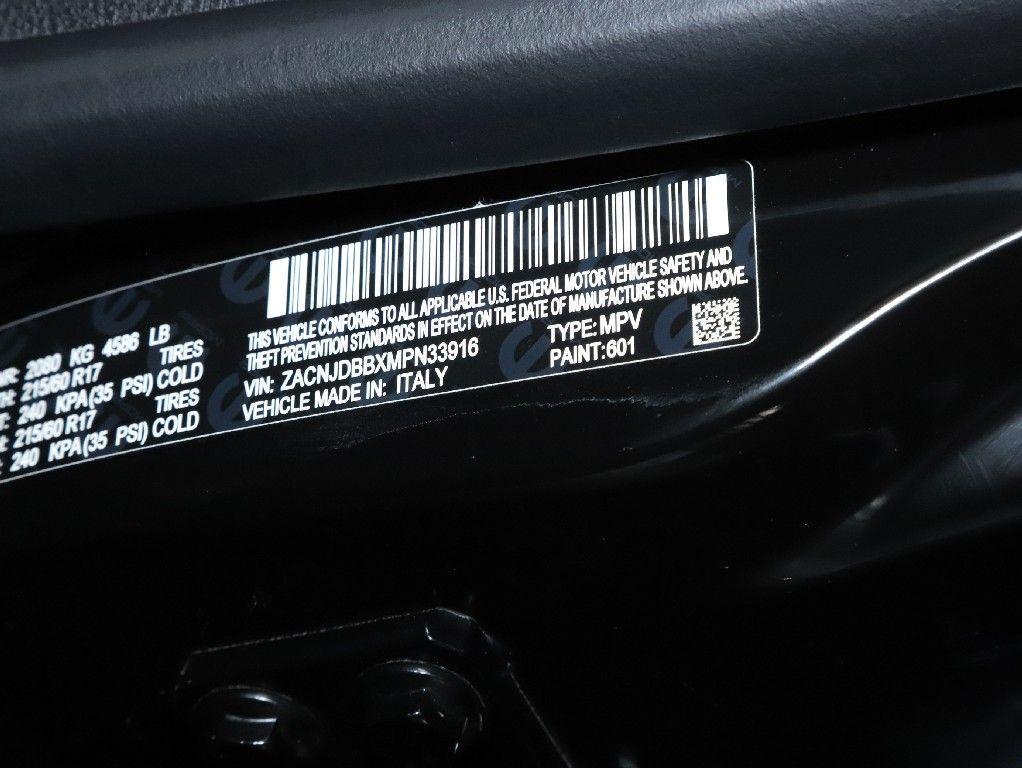 THIS VEHICLE CONFORMS TO ALL APPLICABLE U.S. FEDERAL MOTOR VEHICLE SAFETY AND
THEFT PREVENTION STANDARDS IN EFFECT ON THE DATE OF MANUFACTURE SHOWN ABOVE.
VIN: ZACNJDBBXMPN33916 TYPE: MPV
VEHICLE MADE IN: ITALY PAINT: 601
2080 KG 4586 LB
TIRES
215/60 R17
240 KPA(35 PSI) COLD
TIRES
215/60 R17
240 KPA(35 PSI) COLD